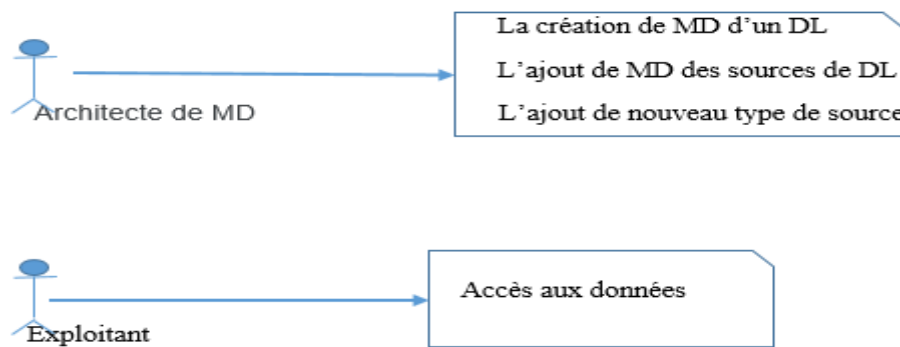 La création de MD d’un DL
L’ajout de MD des sources de DL
Architecte de MD
L’ajout de nouveau type de source
Accès aux données
Exploitant